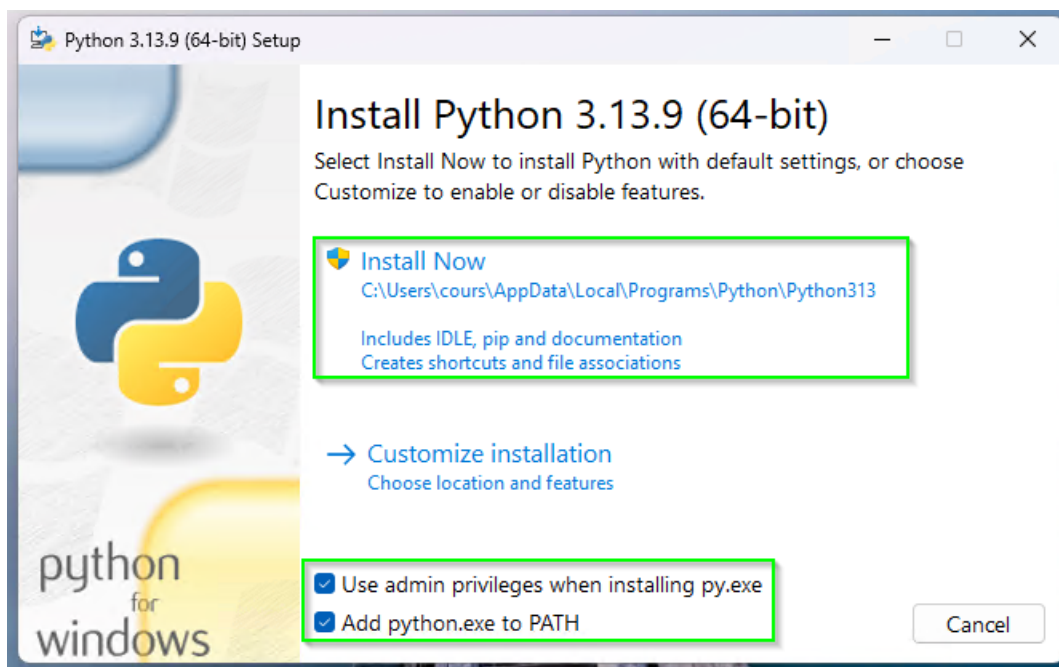 Python 3.13.9 (64-bit) Setup
Install Python 3.13.9 (64-bit)
Select Install Now to install Python with default settings, or choose
Customize to enable or disable features.
Install Now
C:\Users\cours\AppData\Local\Programs\Python\Python313
Includes IDLE, pip and documentation
Creates shortcuts and file associations
Customize installation
Choose location and features
python
for
windows
Use admin privileges when installing py.exe
Add python.exe to PATH
Cancel